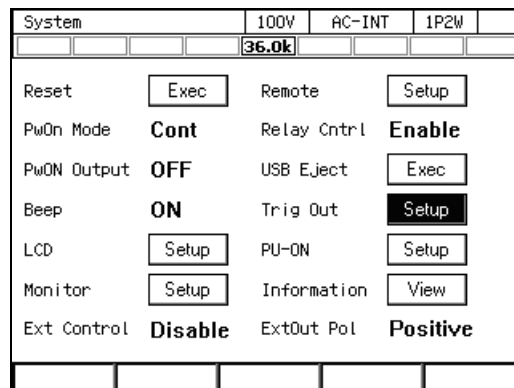 System 100V AC-INT 1P2W
36.0k
Reset Exec Remote Setup
PwOn Mode Cont Relay Cntrl Enable
PwON Output OFF USB Eject Exec
Beep ON Trig Out Setup
LCD Setup PU-ON Setup
Monitor Setup Information View
Ext Control Disable ExtOut Pol Positive